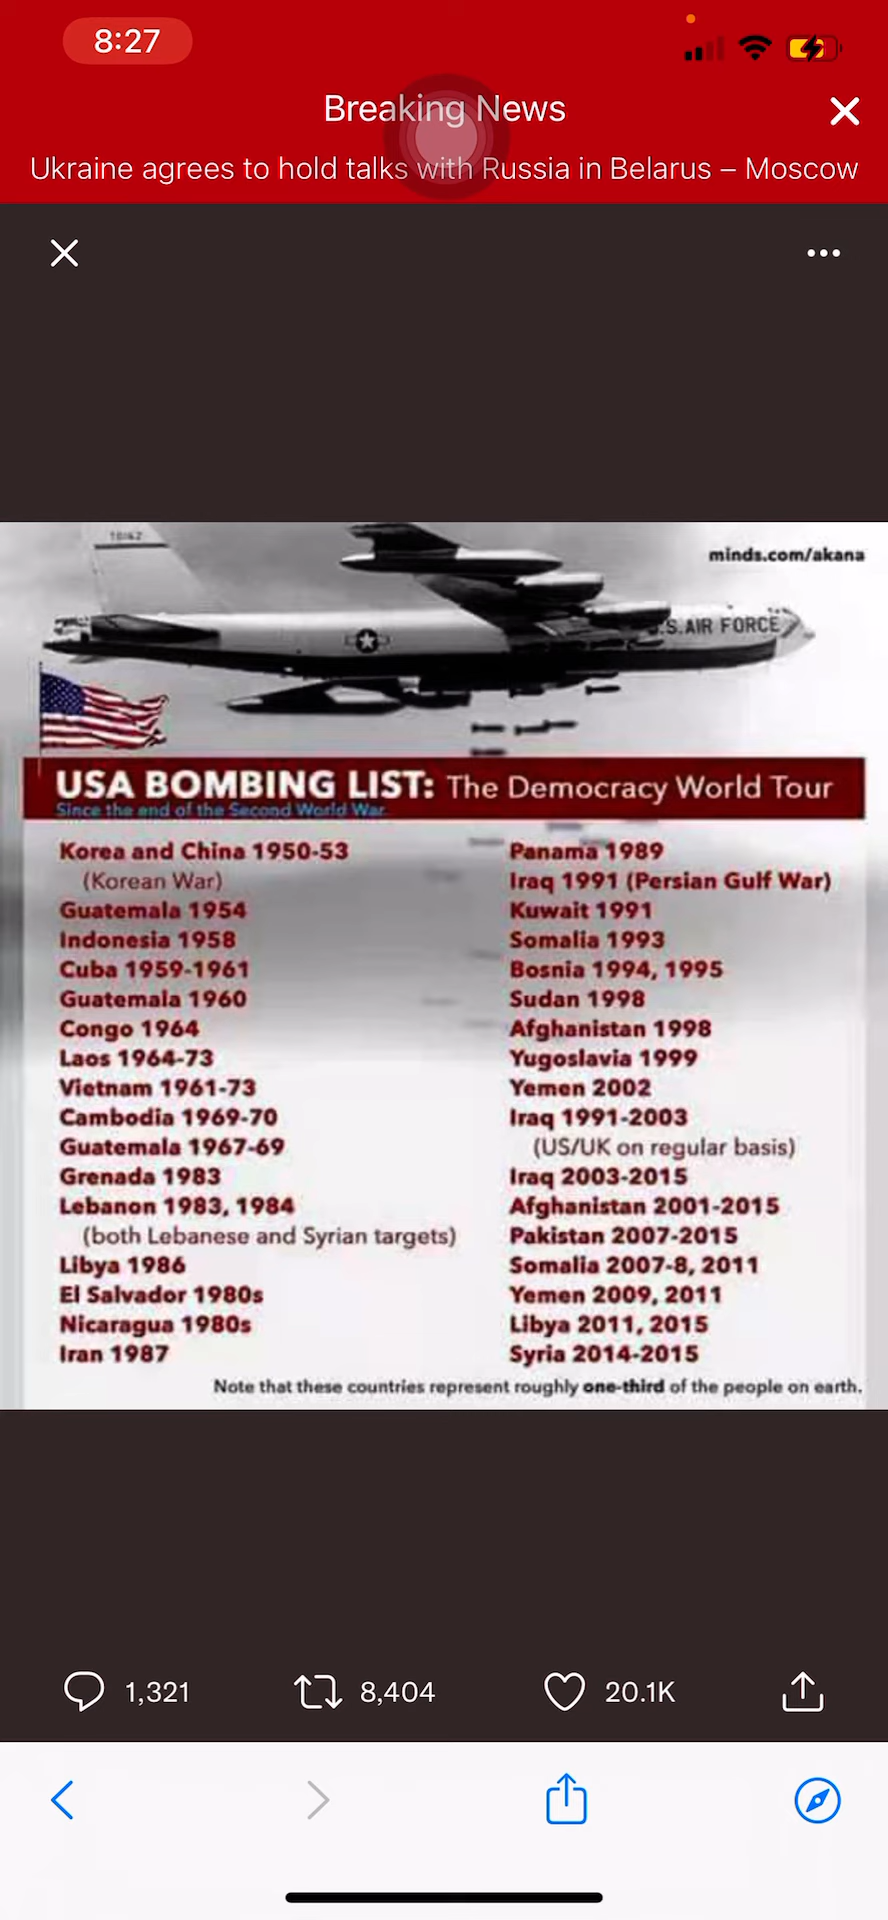 8:27
Breaking News
Ukraine agrees to hold talks with Russia in Belarus – Moscow
minds.com/akana
U.S. AIR FORCE
USA BOMBING LIST: The Democracy World Tour
Since the end of the Second World War
Korea and China 1950-53
(Korean War)
Guatemala 1954
Indonesia 1958
Cuba 1959-1961
Guatemala 1960
Congo 1964
Laos 1964-73
Vietnam 1961-73
Cambodia 1969-70
Guatemala 1967-69
Grenada 1983
Lebanon 1983, 1984
(both Lebanese and Syrian targets)
Libya 1986
El Salvador 1980s
Nicaragua 1980s
Iran 1987
Panama 1989
Iraq 1991 (Persian Gulf War)
Kuwait 1991
Somalia 1993
Bosnia 1994, 1995
Sudan 1998
Afghanistan 1998
Yugoslavia 1999
Yemen 2002
Iraq 1991-2003
(US/UK on regular basis)
Iraq 2003-2015
Afghanistan 2001-2015
Pakistan 2007-2015
Somalia 2007-8, 2011
Yemen 2009, 2011
Libya 2011, 2015
Syria 2014-2015
Note that these countries represent roughly one-third of the people on earth.
1,321
8,404
20.1K